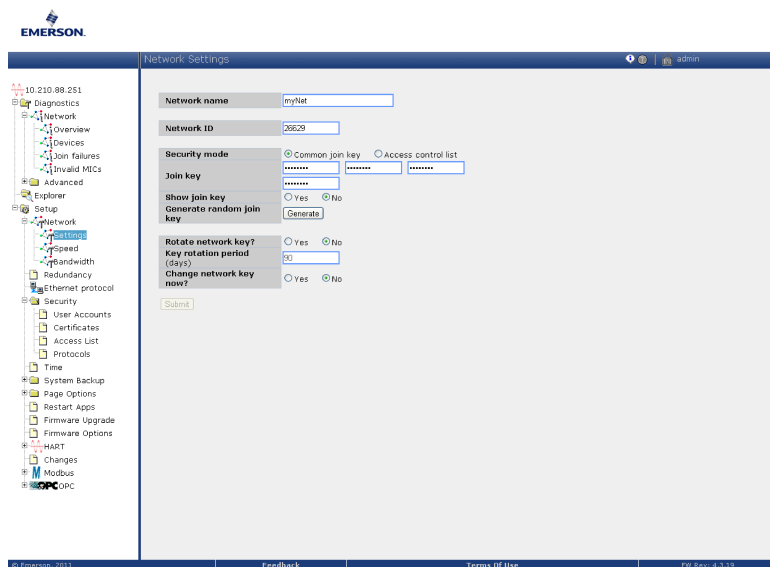 EMERSON.
Network Settings
admin
10.210.88.251
Diagnostics
Network
Overview
Devices
Join failures
Invalid MICs
Advanced
Explorer
Setup
Network
Settings
Speed
Bandwidth
Redundancy
Ethernet protocol
Security
User Accounts
Certificates
Access List
Protocols
Time
System Backup
Page Options
Restart Apps
Firmware Upgrade
Firmware Options
HART
Changes
Modbus
OPC OPC
Network name myNet
Network ID 26629
Security mode Common join key Access control list
Join key •••••••• •••••••• ••••••••
••••••••
Show join key Yes No
Generate random join key Generate
Rotate network key? Yes No
Key rotation period (days) 90
Change network key now? Yes No
Submit
© Emerson, 2011 Feedback Terms Of Use FW Rev: 4.3.19